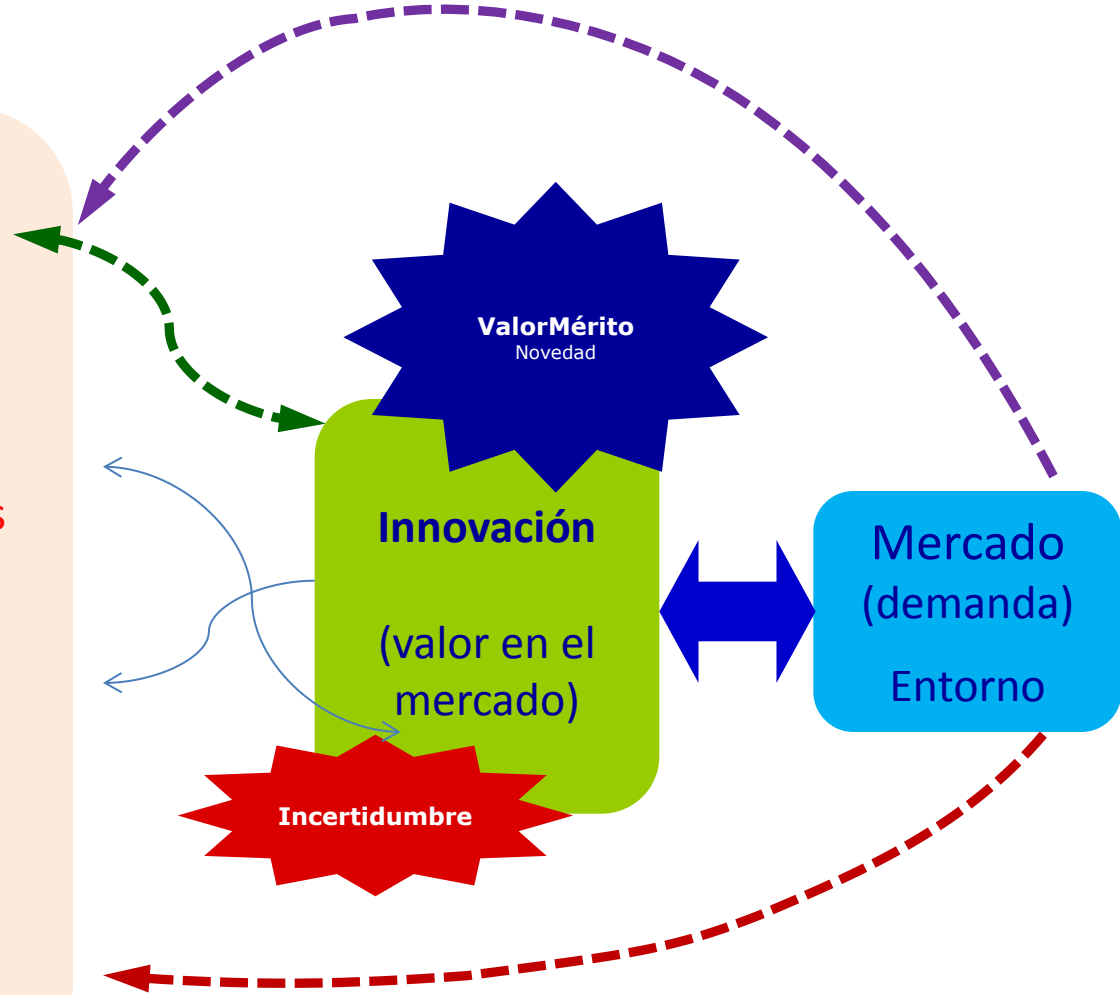 ValorMérito
Novedad
s
Innovación
(valor en el
mercado)
Mercado
(demanda)
Entorno
Incertidumbre